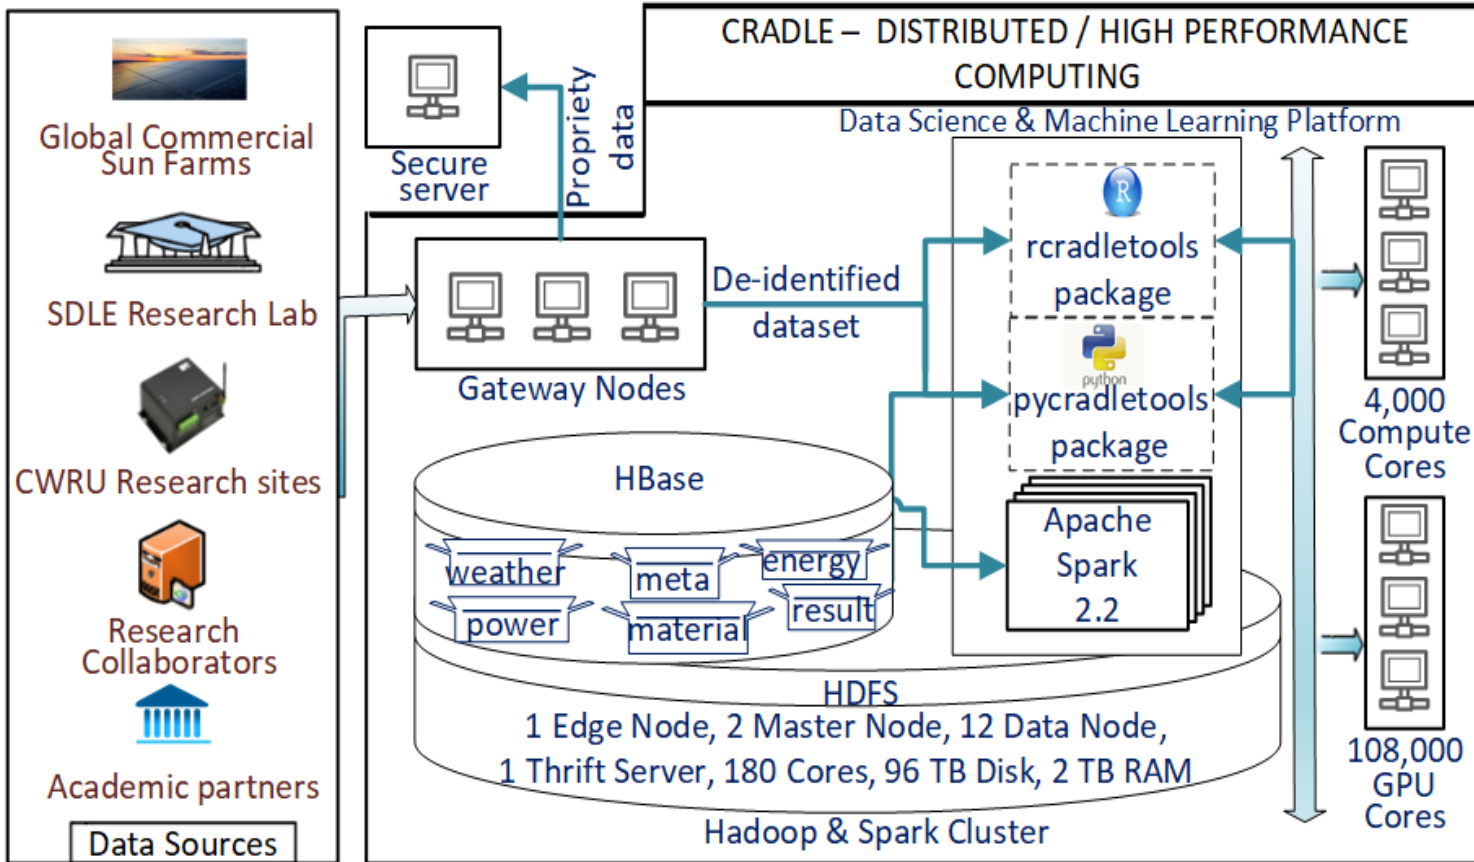 Global Commercial
Sun Farms
SDLE Research Lab
CWRU Research sites
Research
Collaborators
Academic partners
Data Sources
Secure
server
Propriety
data
CRADLE – DISTRIBUTED / HIGH PERFORMANCE
COMPUTING
Data Science & Machine Learning Platform
Gateway Nodes
De-identified
dataset
R
rcradletools
package
python
pycradletools
package
Apache
Spark
2.2
HBase
weather
meta
energy
power
material
result
HDFS
1 Edge Node, 2 Master Node, 12 Data Node,
1 Thrift Server, 180 Cores, 96 TB Disk, 2 TB RAM
Hadoop & Spark Cluster
4,000
Compute
Cores
108,000
GPU
Cores